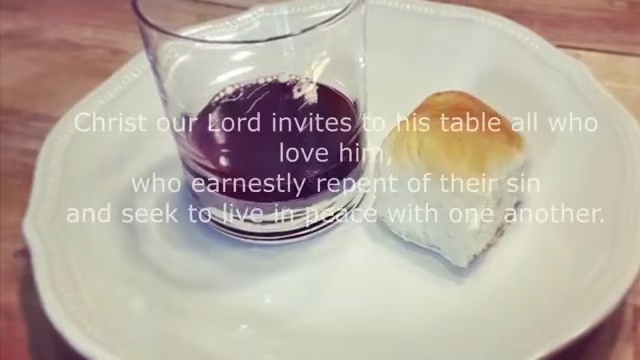 Christ our Lord invites to his table all who
love him,
who earnestly repent of their sin
and seek to live in peace with one another.